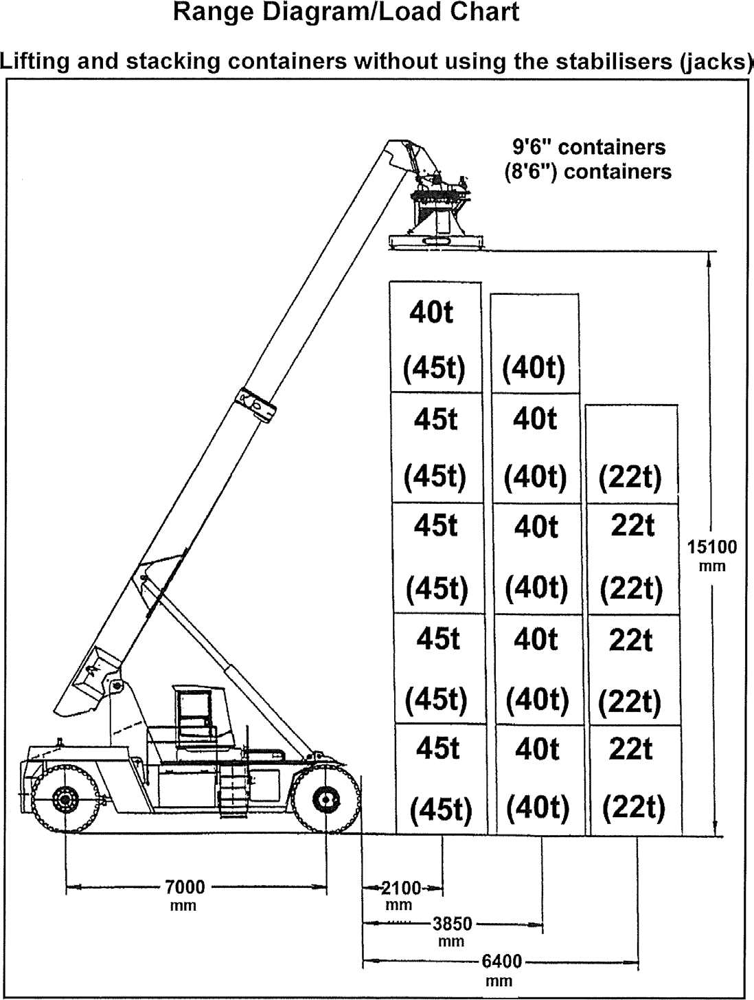 Range Diagram/Load Chart
Lifting and stacking containers without using the stabilisers (jacks)
9'6" containers
(8'6") containers
40t
(45t) (40t)
45t 40t
(45t) (40t) (22t)
45t 40t 22t
15100
mm
(45t) (40t) (22t)
45t 40t 22t
(45t) (40t) (22t)
45t 40t 22t
(45t) (40t) (22t)
7000
mm
2100
mm
3850
mm
6400
mm